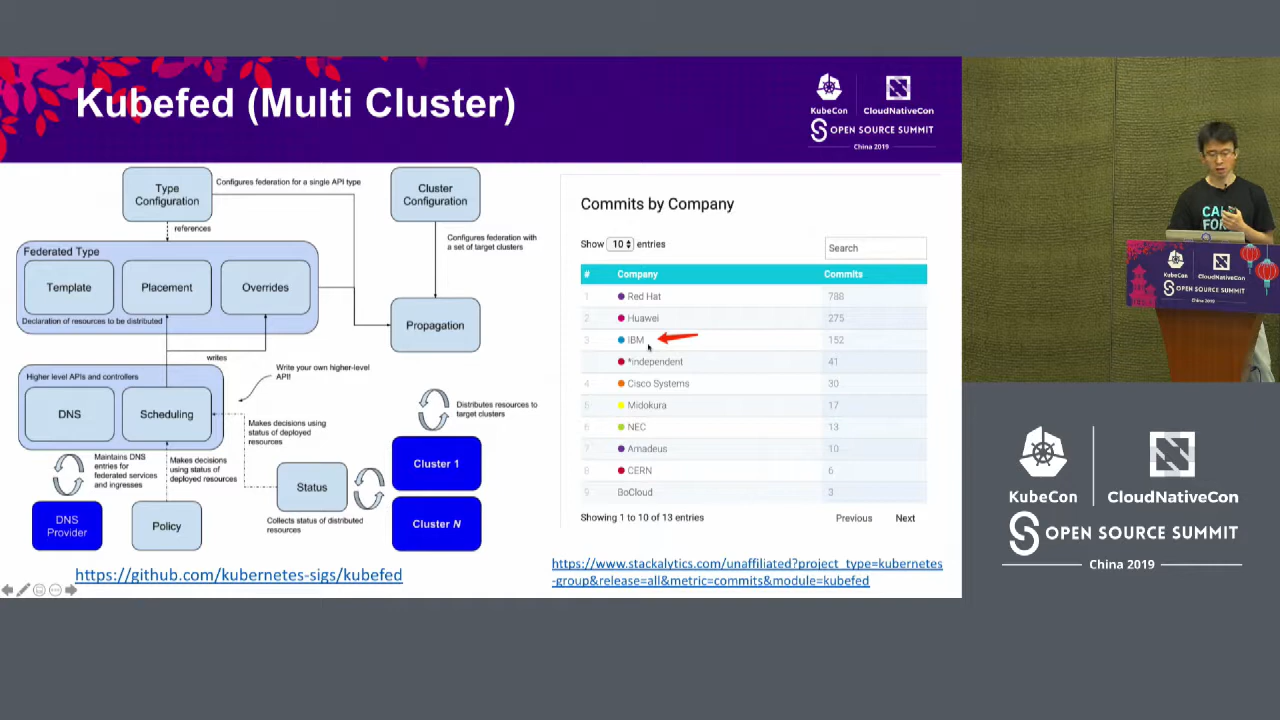 Kubefed (Multi Cluster)
KubeCon
CloudNativeCon
OPEN SOURCE SUMMIT
China 2019
Type
Configuration
Configures federation for a single API type
Cluster
Configuration
references
Configures federation with
a set of target clusters
Federated Type
Template
Placement
Overrides
Declaration of resources to be distributed
Propagation
writes
Higher level APIs and controllers
Write your own higher-level
API!
DNS
Scheduling
Makes decisions using
status of deployed
resources
Distributes resources to
target clusters
Maintains DNS
entries for
federated services
and ingresses
Makes decisions
using status of
deployed resources
Status
Collects status of distributed
resources
Cluster 1
Cluster N
DNS
Provider
Policy
https://github.com/kubernetes-sigs/kubefed
Commits by Company
Show 10 entries
Search
# Company Commits
1 Red Hat 788
2 Huawei 275
3 IBM 152
*independent 41
4 Cisco Systems 30
5 Midokura 17
6 NEC 13
7 Amadeus 10
8 CERN 6
9 BoCloud 3
Showing 1 to 10 of 13 entries
Previous Next
https://www.stackalytics.com/unaffiliated?project_type=kubernetes
-group&release=all&metric=commits&module=kubefed
KubeCon
CloudNativeCon
OPEN SOURCE SUMMIT
China 2019
KubeCon
CloudNativeCon
OPEN SOURCE SUMMIT
China 2019